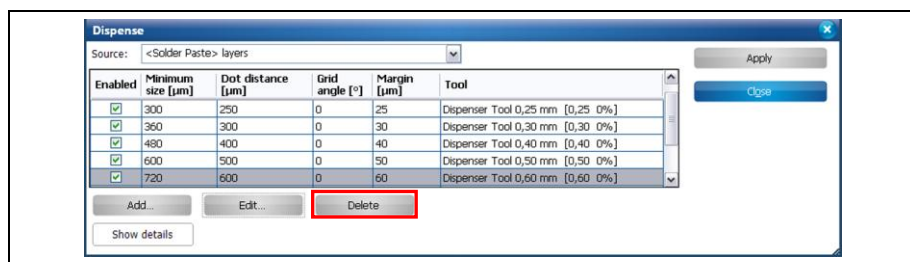 Dispense
Source: <Solder Paste> layers
Apply
Close
Enabled Minimum size [µm] Dot distance [µm] Grid angle [°] Margin [µm] Tool
300 250 0 25 Dispenser Tool 0,25 mm [0,25 0%]
360 300 0 30 Dispenser Tool 0,30 mm [0,30 0%]
480 400 0 40 Dispenser Tool 0,40 mm [0,40 0%]
600 500 0 50 Dispenser Tool 0,50 mm [0,50 0%]
720 600 0 60 Dispenser Tool 0,60 mm [0,60 0%]
Add... Edit... Delete
Show details